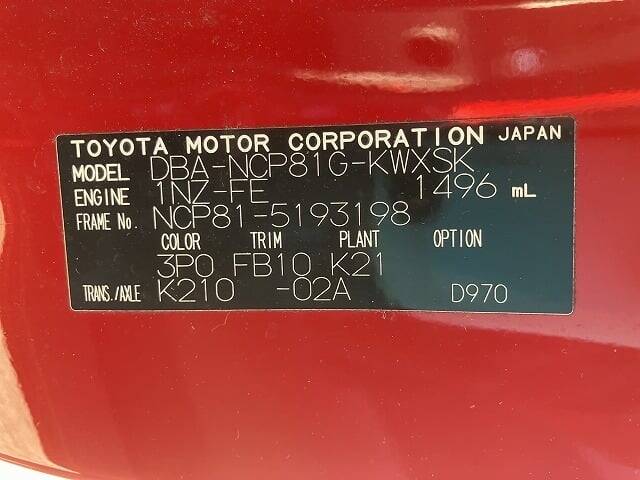 TOYOTA MOTOR CORPORATION JAPAN
MODEL DBA-NCP81G-KWXSK
ENGINE 1NZ-FE 1496 mL
FRAME No. NCP81-5193198
COLOR TRIM PLANT OPTION
3P0 FB10 K21
TRANS./AXLE K210 -02A D970